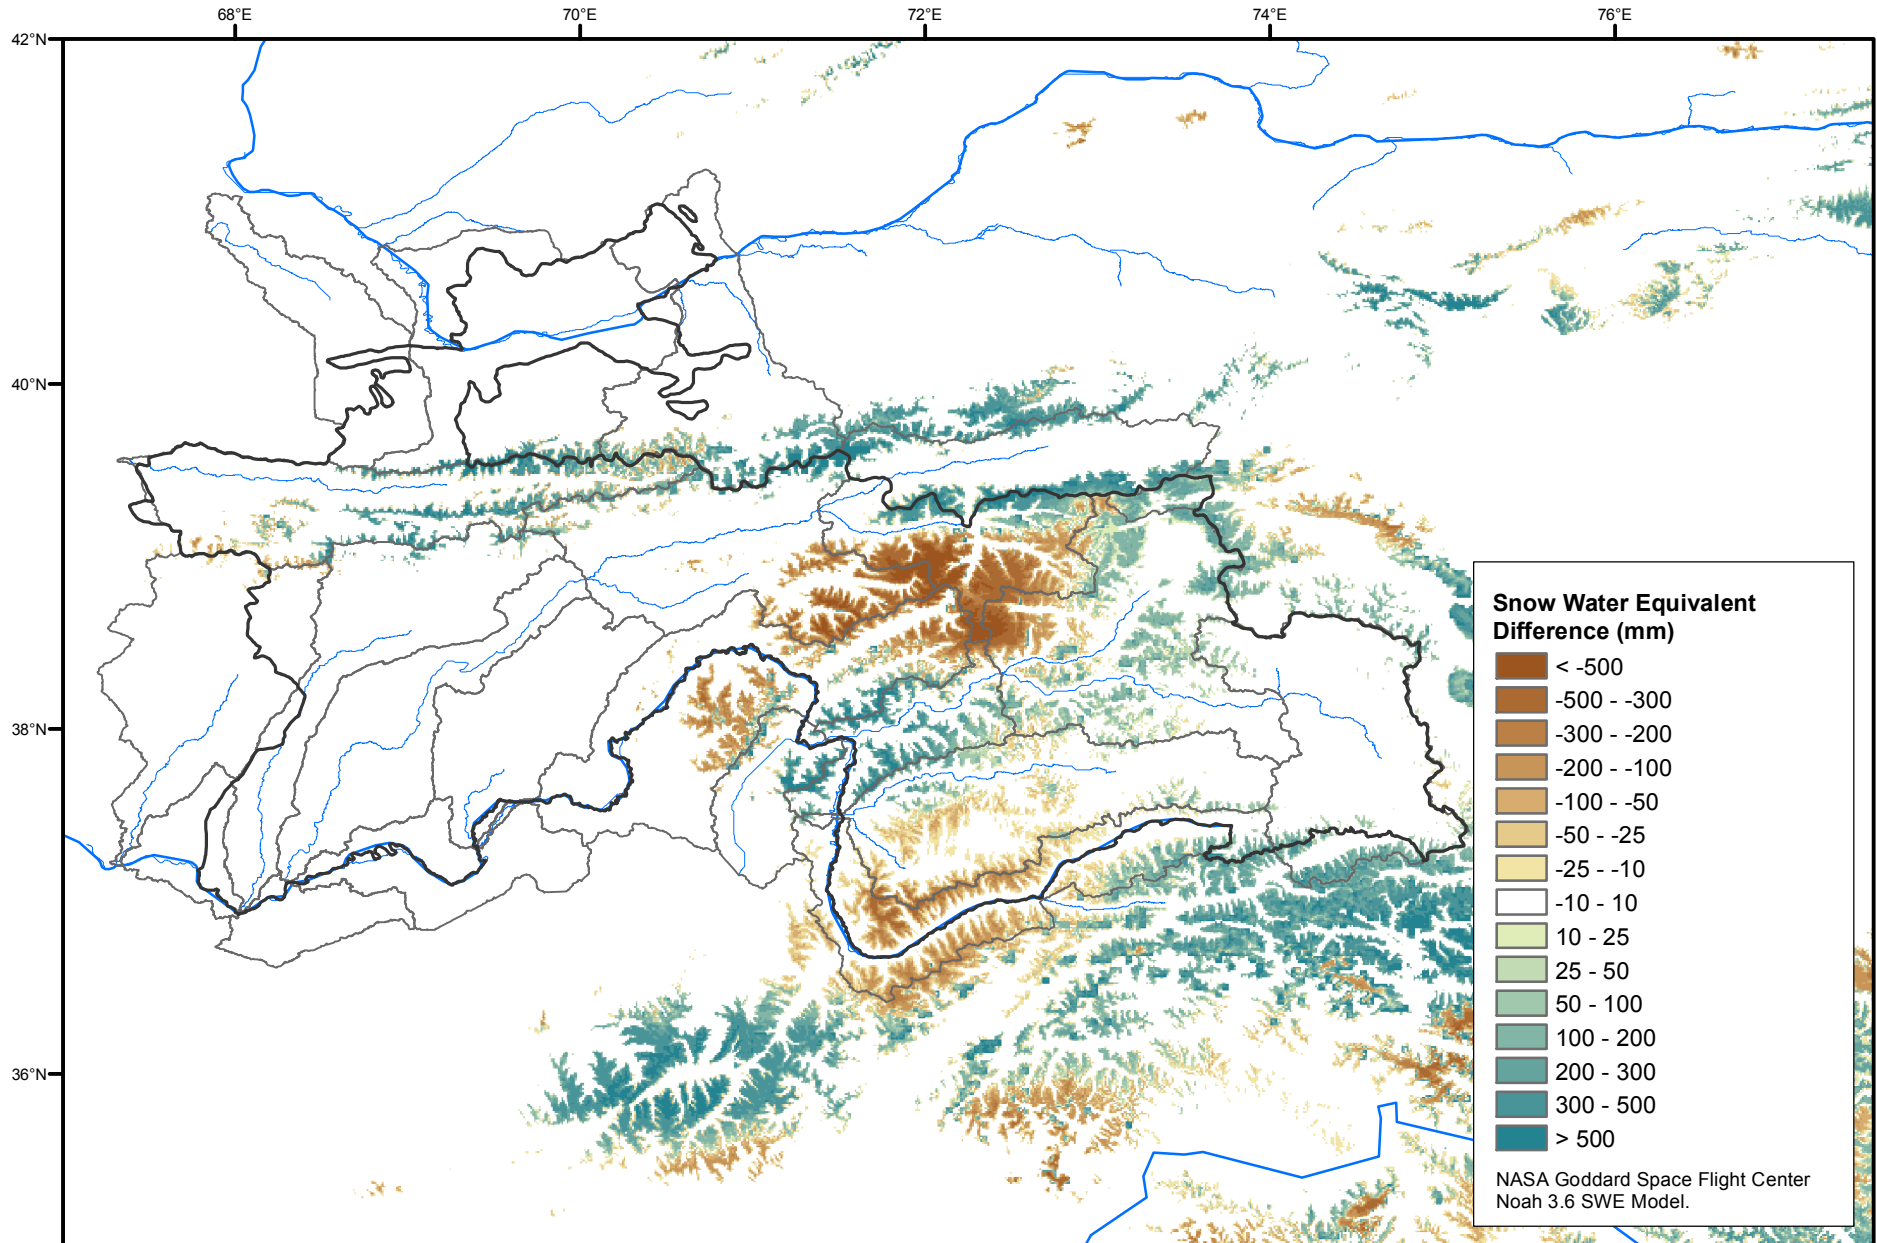 68°E 70°E 72°E 74°E 76°E
42°N
40°N
38°N
36°N
Snow Water Equivalent
Difference (mm)
< -500
-500 - -300
-300 - -200
-200 - -100
-100 - -50
-50 - -25
-25 - -10
-10 - 10
10 - 25
25 - 50
50 - 100
100 - 200
200 - 300
300 - 500
> 500
NASA Goddard Space Flight Center
Noah 3.6 SWE Model.